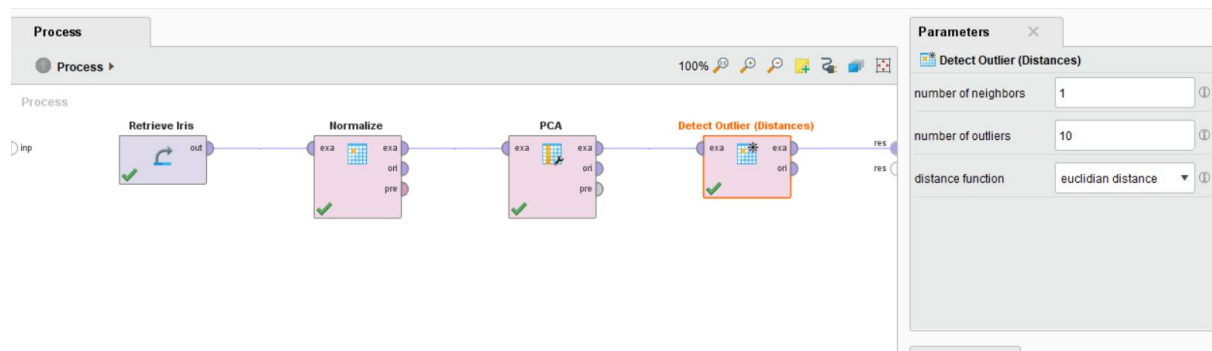 Process
Process
100%
Process
inp
Retrieve Iris
out
Normalize
exa
exa
ori
pre
PCA
exa
exa
ori
pre
Detect Outlier (Distances)
exa
exa
ori
res
res
Parameters
Detect Outlier (Distances)
number of neighbors
1
number of outliers
10
distance function
euclidian distance